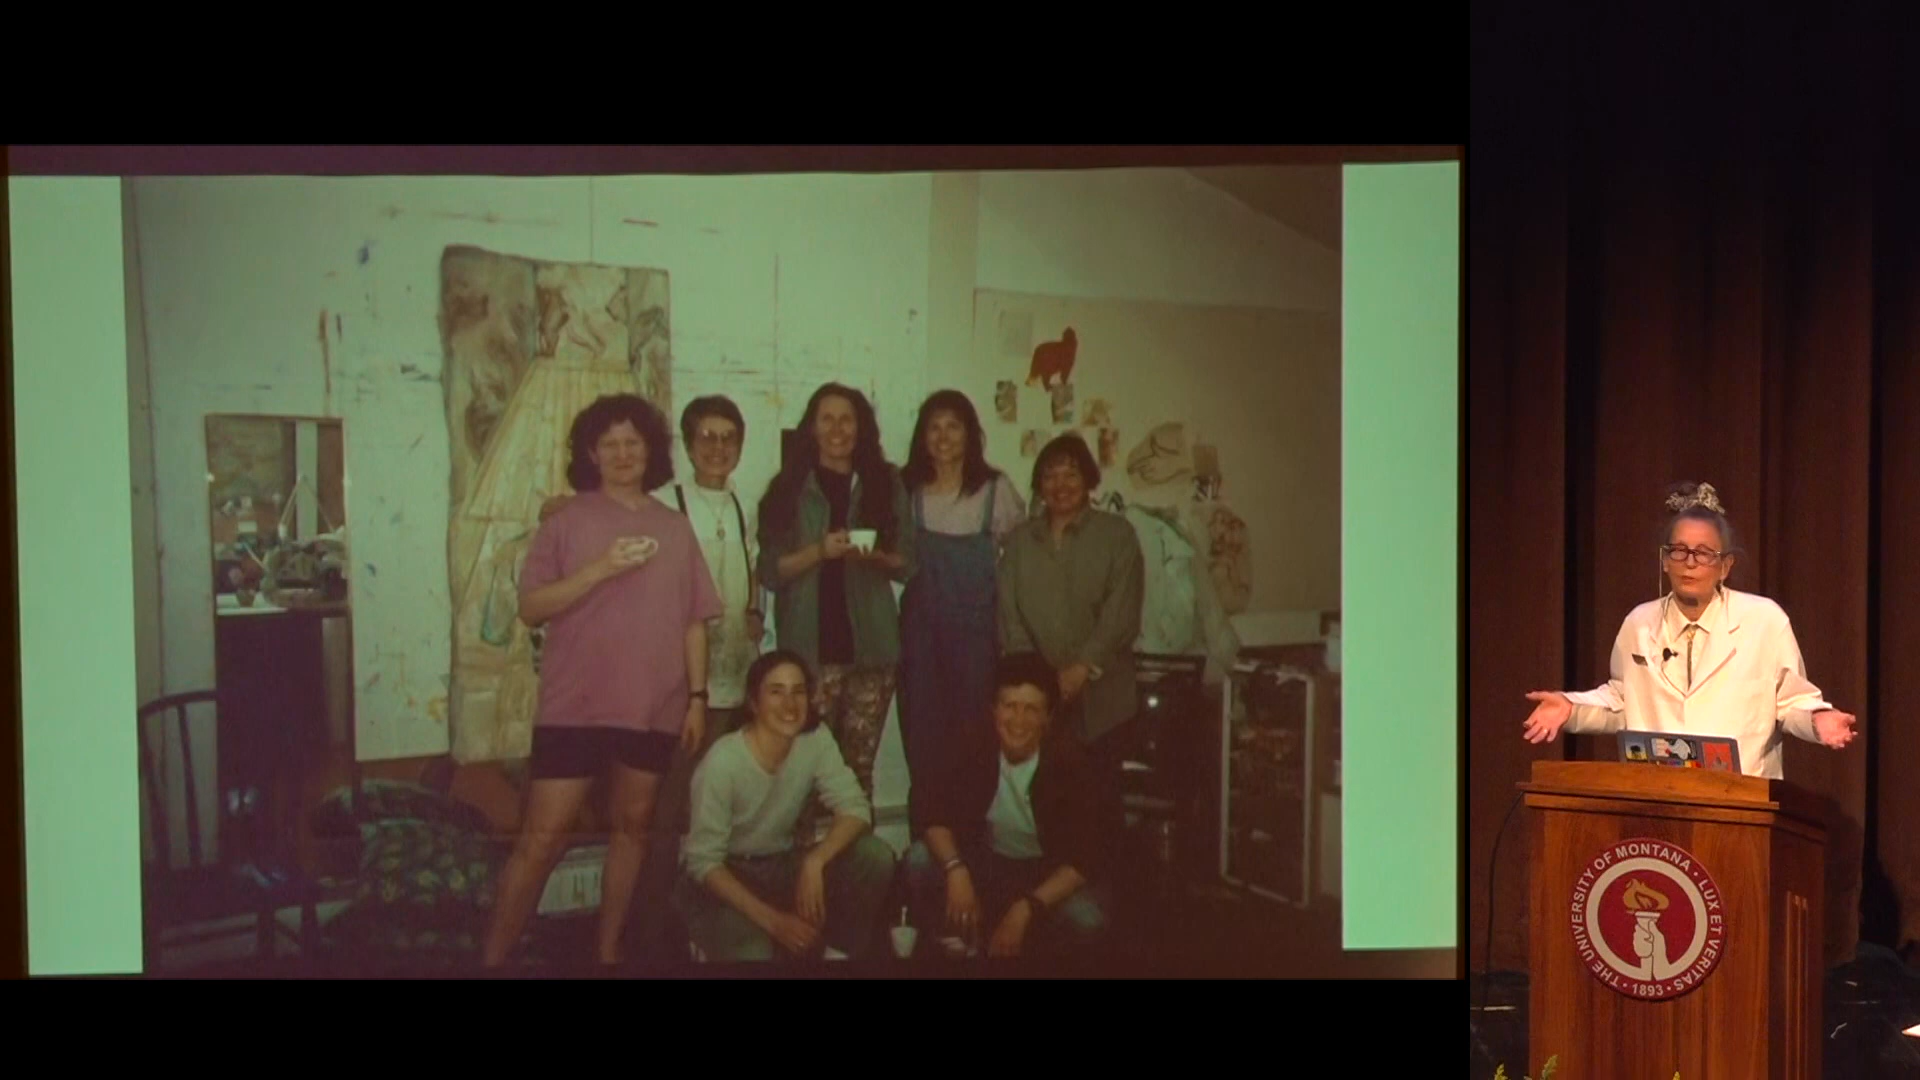 THE UNIVERSITY OF MONTANA • LUX ET VERITAS •
• 1893 •